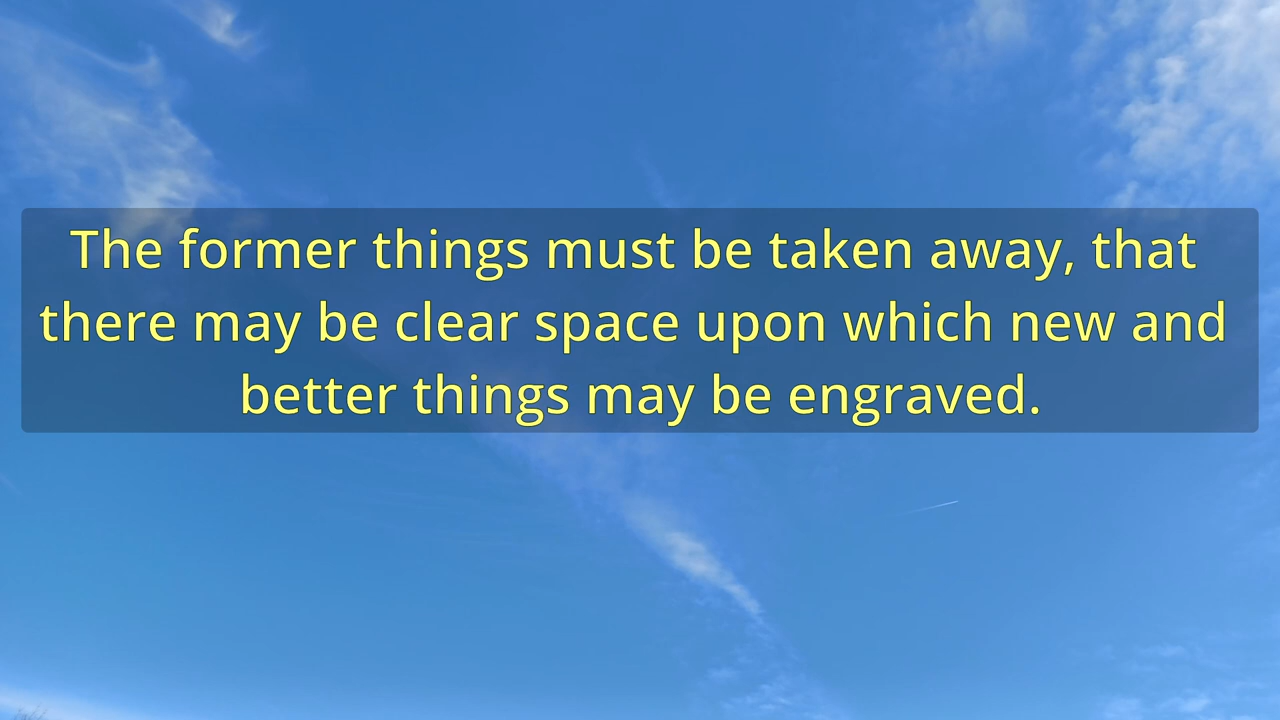 The former things must be taken away, that
there may be clear space upon which new and
better things may be engraved.